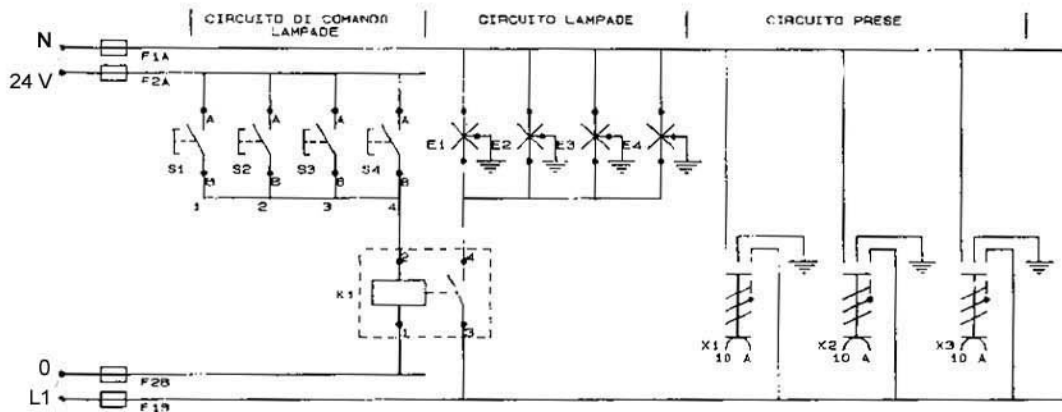 CIRCUITO DI COMANDO
LAMPADE
CIRCUITO LAMPADE
CIRCUITO PRESE
N
F1A
24 V
F2A
A A A A
S1 S2 S3 S4
B B B B
1 2 3 4
E1 E2 E3 E4
2 4
K1
1 3
X1 X2 X3
10 A 10 A 10 A
0
F2B
L1
F1B